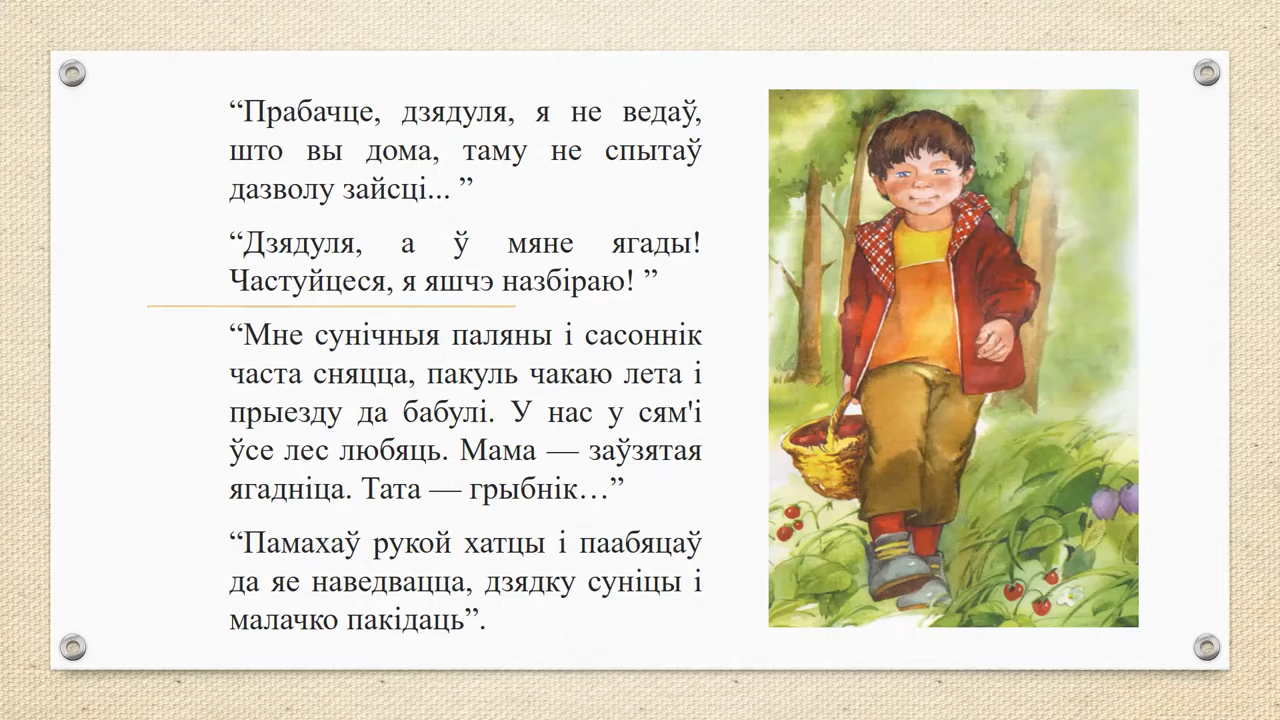 “Прабачце, дзядуля, я не ведаў,
што вы дома, таму не спытаў
дазволу зайсці... ”
“Дзядуля, а ў мяне ягады!
Частуйцеся, я яшчэ назбіраю! ”
“Мне сунічныя паляны і сасоннік
часта сняцца, пакуль чакаю лета і
прыезду да бабулі. У нас у сям'і
ўсе лес любяць. Мама — заўзятая
ягадніца. Тата — грыбнік…”
“Памахаў рукой хатцы і паабяцаў
да яе наведвацца, дзядку суніцы і
малачко пакідаць”.